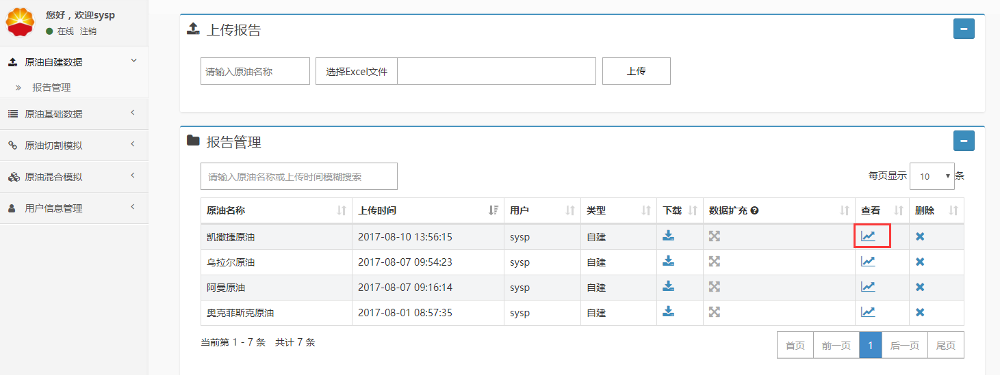 您好，欢迎sysp
在线 注销
原油自建数据
报告管理
原油基础数据
原油切割模拟
原油混合模拟
用户信息管理
上传报告
请输入原油名称 选择Excel文件 上传
报告管理
请输入原油名称或上传时间模糊搜索 每页显示 10 条
原油名称 上传时间 用户 类型 下载 数据扩充 查看 删除
凯撒捷原油 2017-08-10 13:56:15 sysp 自建
乌拉尔原油 2017-08-07 09:54:23 sysp 自建
阿曼原油 2017-08-07 09:16:14 sysp 自建
奥克菲斯克原油 2017-08-01 08:57:35 sysp 自建
当前第 1 - 7 条 共计 7 条 首页 前一页 1 后一页 尾页